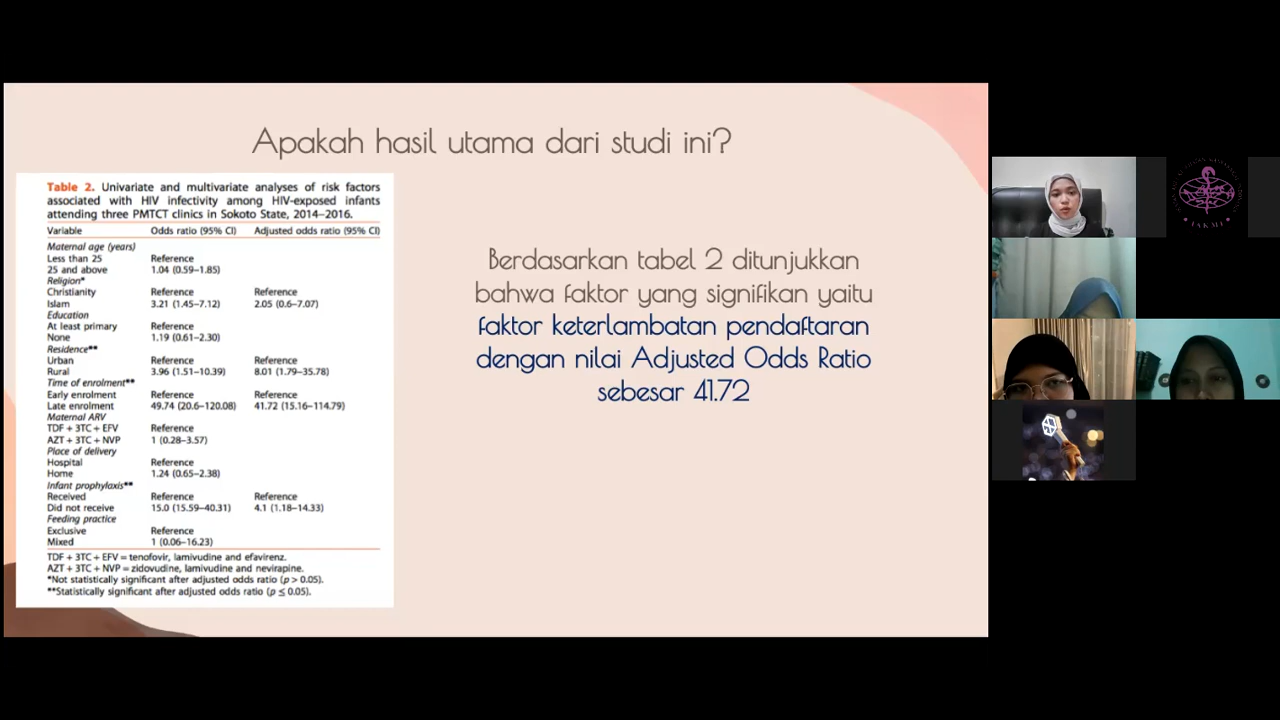 Apakah hasil utama dari studi ini?
Table 2. Univariate and multivariate analyses of risk factors
associated with HIV infectivity among HIV-exposed infants
attending three PMTCT clinics in Sokoto State, 2014–2016.
Variable Odds ratio (95% CI) Adjusted odds ratio (95% CI)
Maternal age (years)
Less than 25 Reference
25 and above 1.04 (0.59–1.85)
Religion*
Christianity Reference Reference
Islam 3.21 (1.45–7.12) 2.05 (0.6–7.07)
Education
At least primary Reference
None 1.19 (0.61–2.30)
Residence**
Urban Reference Reference
Rural 3.96 (1.51–10.39) 8.01 (1.79–35.78)
Time of enrolment**
Early enrolment Reference Reference
Late enrolment 49.74 (20.6–120.08) 41.72 (15.16–114.79)
Maternal ARV
TDF + 3TC + EFV Reference
AZT + 3TC + NVP 1 (0.28–3.57)
Place of delivery
Hospital Reference
Home 1.24 (0.65–2.38)
Infant prophylaxis**
Received Reference Reference
Did not receive 15.0 (15.59–40.31) 4.1 (1.18–14.33)
Feeding practice
Exclusive Reference
Mixed 1 (0.06–16.23)
TDF + 3TC + EFV = tenofovir, lamivudine and efavirenz.
AZT + 3TC + NVP = zidovudine, lamivudine and nevirapine.
*Not statistically significant after adjusted odds ratio (p > 0.05).
**Statistically significant after adjusted odds ratio (p ≤ 0.05).
Berdasarkan tabel 2 ditunjukkan
bahwa faktor yang signifikan yaitu
faktor keterlambatan pendaftaran
dengan nilai Adjusted Odds Ratio
sebesar 41.72
IAKMI